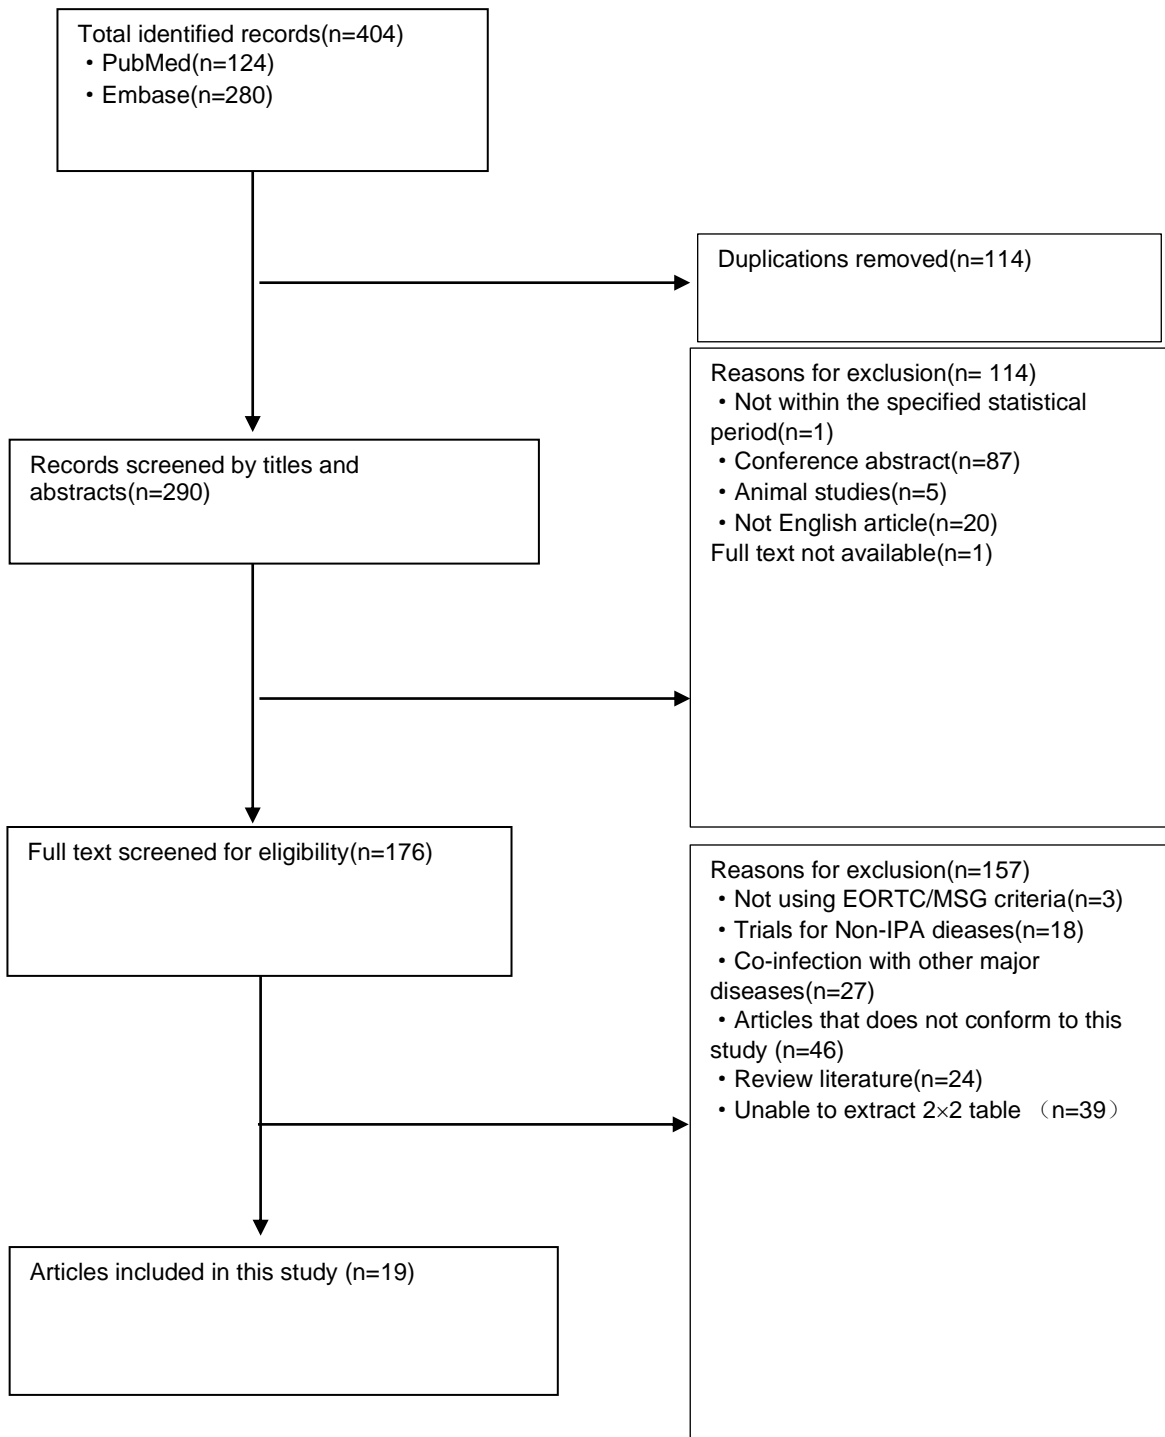 Total identified records(n=404)
・PubMed(n=124)
・Embase(n=280)
Duplications removed(n=114)
Records screened by titles and
abstracts(n=290)
Reasons for exclusion(n= 114)
・Not within the specified statistical
period(n=1)
・Conference abstract(n=87)
・Animal studies(n=5)
・Not English article(n=20)
Full text not available(n=1)
Full text screened for eligibility(n=176)
Reasons for exclusion(n=157)
・Not using EORTC/MSG criteria(n=3)
・Trials for Non-IPA dieases(n=18)
・Co-infection with other major
diseases(n=27)
・Articles that does not conform to this
study (n=46)
・Review literature(n=24)
・Unable to extract 2×2 table （n=39）
Articles included in this study (n=19)